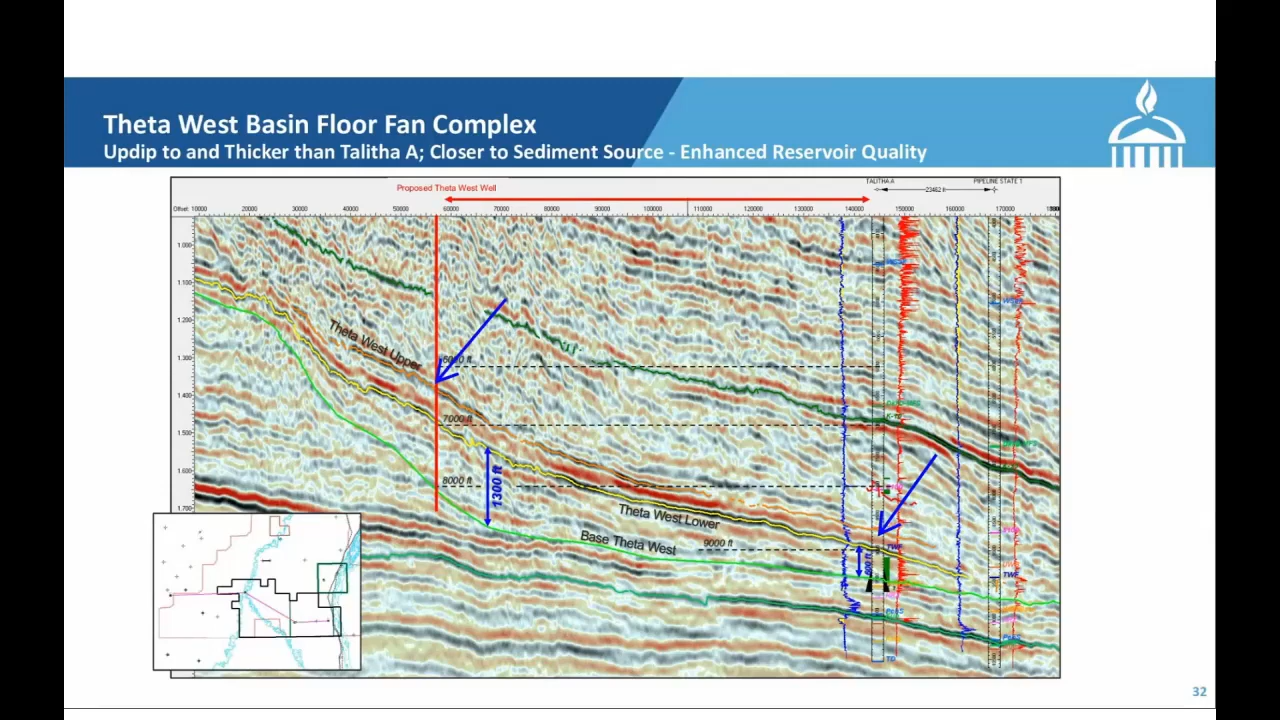 Theta West Basin Floor Fan Complex
Updip to and Thicker than Talitha A; Closer to Sediment Source - Enhanced Reservoir Quality
Proposed Theta West Well
TALITHA A
PIPELINE STATE 1
23462 ft
Offset 10000 20000 30000 40000 50000 60000 70000 80000 90000 100000 110000 120000 130000 140000 150000 160000 170000
1.000
1.100
1.200
1.300
1.400
1.500
1.600
1.700
Theta West Upper
6000 ft
7000 ft
8000 ft
1300 ft
Theta West Lower
Base Theta West
9000 ft
TWF
TD
32